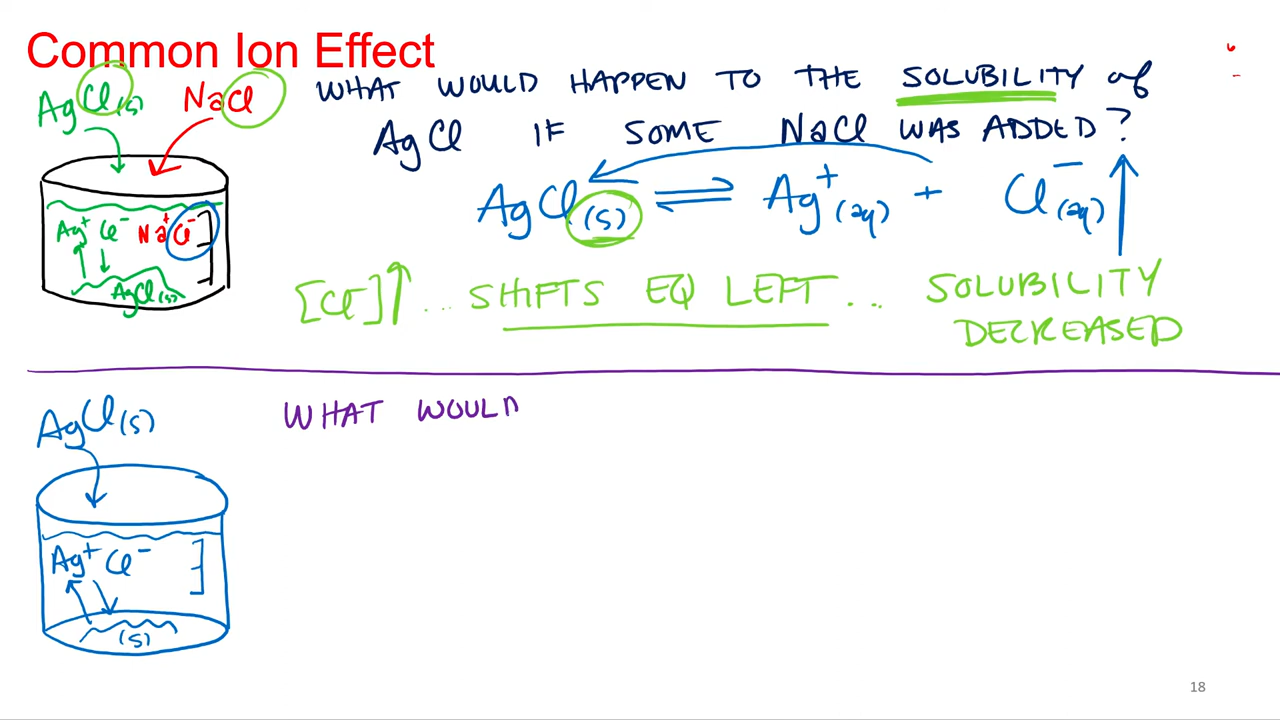 Common Ion Effect
AgCl(s) NaCl
WHAT WOULD HAPPEN TO THE SOLUBILITY of
AgCl IF SOME NaCl WAS ADDED?
AgCl(s) ⇌ Ag⁺(aq) + Cl⁻(aq)
Ag⁺ Cl⁻ Na⁺ Cl⁻
AgCl(s)
[Cl⁻]↑ ... SHIFTS EQ LEFT ... SOLUBILITY
DECREASED
AgCl(s)
WHAT WOULD
Ag⁺ Cl⁻
(s)
18